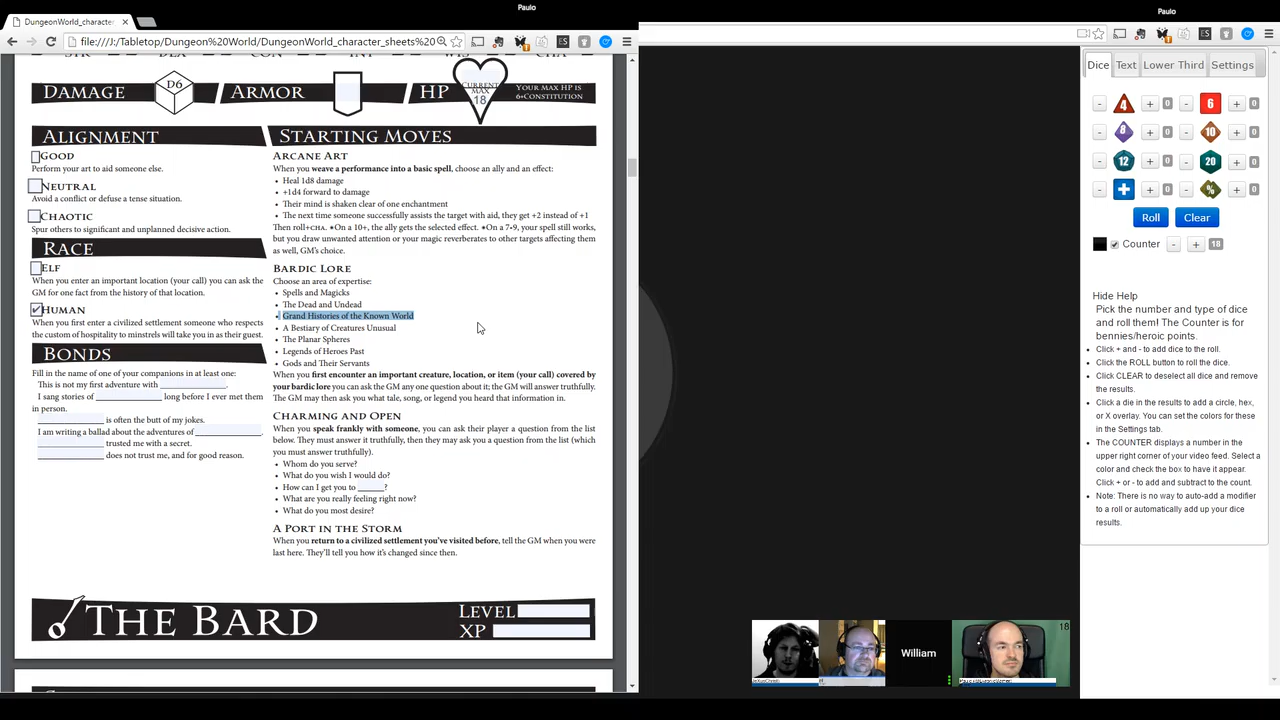 Paulo
Paulo
DungeonWorld_character_
file:///J:/Tabletop/Dungeon%20World/DungeonWorld_character_sheets%20
ES
ES
STR DEX CON INT WIS CHA
DAMAGE
D6
ARMOR
HP
CURRENT
MAX
18
YOUR MAX HP IS
6+CONSTITUTION
ALIGNMENT
GOOD
Perform your art to aid someone else.
NEUTRAL
Avoid a conflict or defuse a tense situation.
CHAOTIC
Spur others to significant and unplanned decisive action.
RACE
ELF
When you enter an important location (your call) you can ask the
GM for one fact from the history of that location.
HUMAN
When you first enter a civilized settlement someone who respects
the custom of hospitality to minstrels will take you in as their guest.
BONDS
Fill in the name of one of your companions in at least one:
This is not my first adventure with ____________.
I sang stories of ____________ long before I ever met them
in person.
____________ is often the butt of my jokes.
I am writing a ballad about the adventures of ____________.
____________ trusted me with a secret.
____________ does not trust me, and for good reason.
STARTING MOVES
ARCANE ART
When you weave a performance into a basic spell, choose an ally and an effect:
• Heal 1d8 damage
• +1d4 forward to damage
• Their mind is shaken clear of one enchantment
• The next time someone successfully assists the target with aid, they get +2 instead of +1
Then roll+CHA. *On a 10+, the ally gets the selected effect. *On a 7-9, your spell still works,
but you draw unwanted attention or your magic reverberates to other targets affecting them
as well, GM's choice.
BARDIC LORE
Choose an area of expertise:
• Spells and Magicks
• The Dead and Undead
• Grand Histories of the Known World
• A Bestiary of Creatures Unusual
• The Planar Spheres
• Legends of Heroes Past
• Gods and Their Servants
When you first encounter an important creature, location, or item (your call) covered by
your bardic lore you can ask the GM any one question about it; the GM will answer truthfully.
The GM may then ask you what tale, song, or legend you heard that information in.
CHARMING AND OPEN
When you speak frankly with someone, you can ask their player a question from the list
below. They must answer it truthfully, then they may ask you a question from the list (which
you must answer truthfully).
• Whom do you serve?
• What do you wish I would do?
• How can I get you to ______?
• What are you really feeling right now?
• What do you most desire?
A PORT IN THE STORM
When you return to a civilized settlement you've visited before, tell the GM when you were
last here. They'll tell you how it's changed since then.
THE BARD
LEVEL
XP
William
18
Dice Text Lower Third Settings
- 4 + 0 - 6 + 0
- 8 + 0 - 10 + 0
- 12 + 0 - 20 + 0
- + + 0 - % + 0
Roll Clear
Counter - + 18
Hide Help
Pick the number and type of dice
and roll them! The Counter is for
bennies/heroic points.
• Click + and - to add dice to the roll.
• Click the ROLL button to roll the dice.
• Click CLEAR to deselect all dice and remove
the results.
• Click a die in the results to add a circle, hex,
or X overlay. You can set the colors for these
in the Settings tab.
• The COUNTER displays a number in the
upper right corner of your video feed. Select a
color and check the box to have it appear.
Click + or - to add and subtract to the count.
• Note: There is no way to auto-add a modifier
to a roll or automatically add up your dice
results.